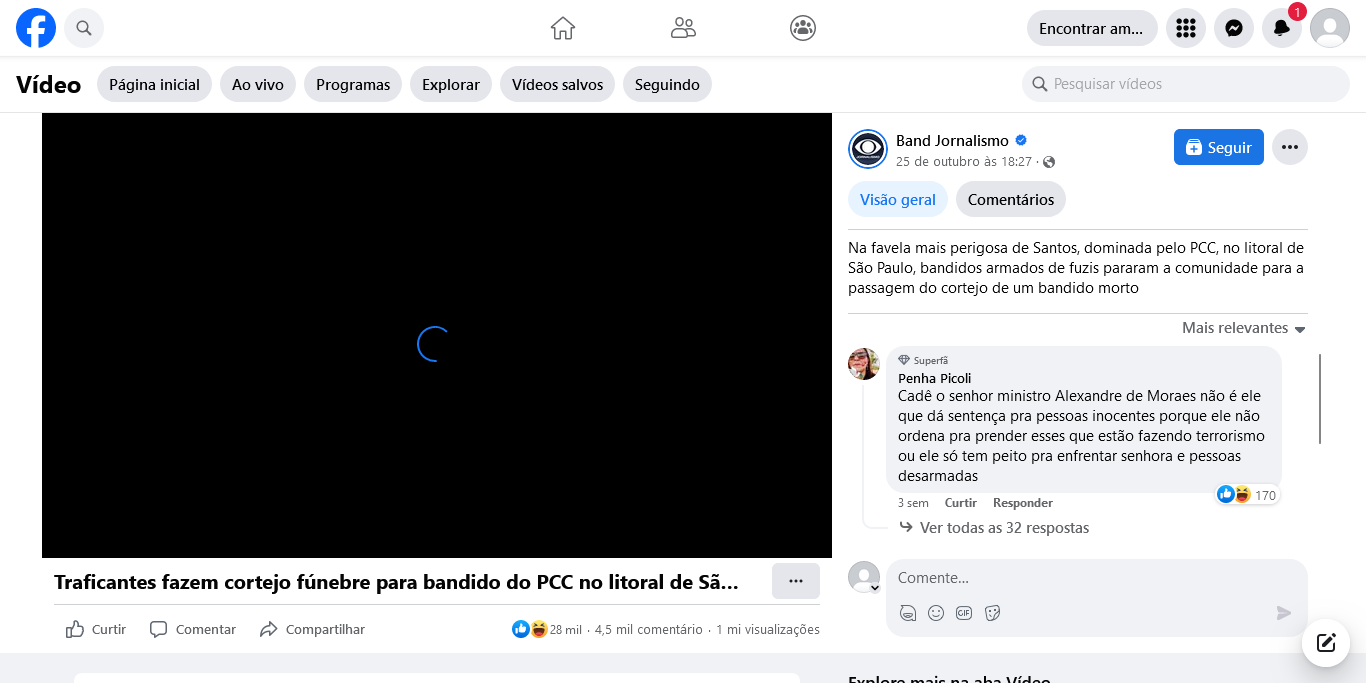 1
Encontrar am...
Vídeo
Página inicial
Ao vivo
Programas
Explorar
Vídeos salvos
Seguindo
Pesquisar vídeos
Band Jornalismo
25 de outubro às 18:27 ·
Seguir
Visão geral
Comentários
Na favela mais perigosa de Santos, dominada pelo PCC, no litoral de
São Paulo, bandidos armados de fuzis pararam a comunidade para a
passagem do cortejo de um bandido morto
Mais relevantes
Superfã
Penha Picoli
Cadê o senhor ministro Alexandre de Moraes não é ele
que dá sentença pra pessoas inocentes porque ele não
ordena pra prender esses que estão fazendo terrorismo
ou ele só tem peito pra enfrentar senhora e pessoas
desarmadas
170
3 sem Curtir Responder
Ver todas as 32 respostas
Comente...
GIF
Traficantes fazem cortejo fúnebre para bandido do PCC no litoral de Sã...
Curtir
Comentar
Compartilhar
28 mil · 4,5 mil comentário · 1 mi visualizações
Explore mais na aba Vídeo